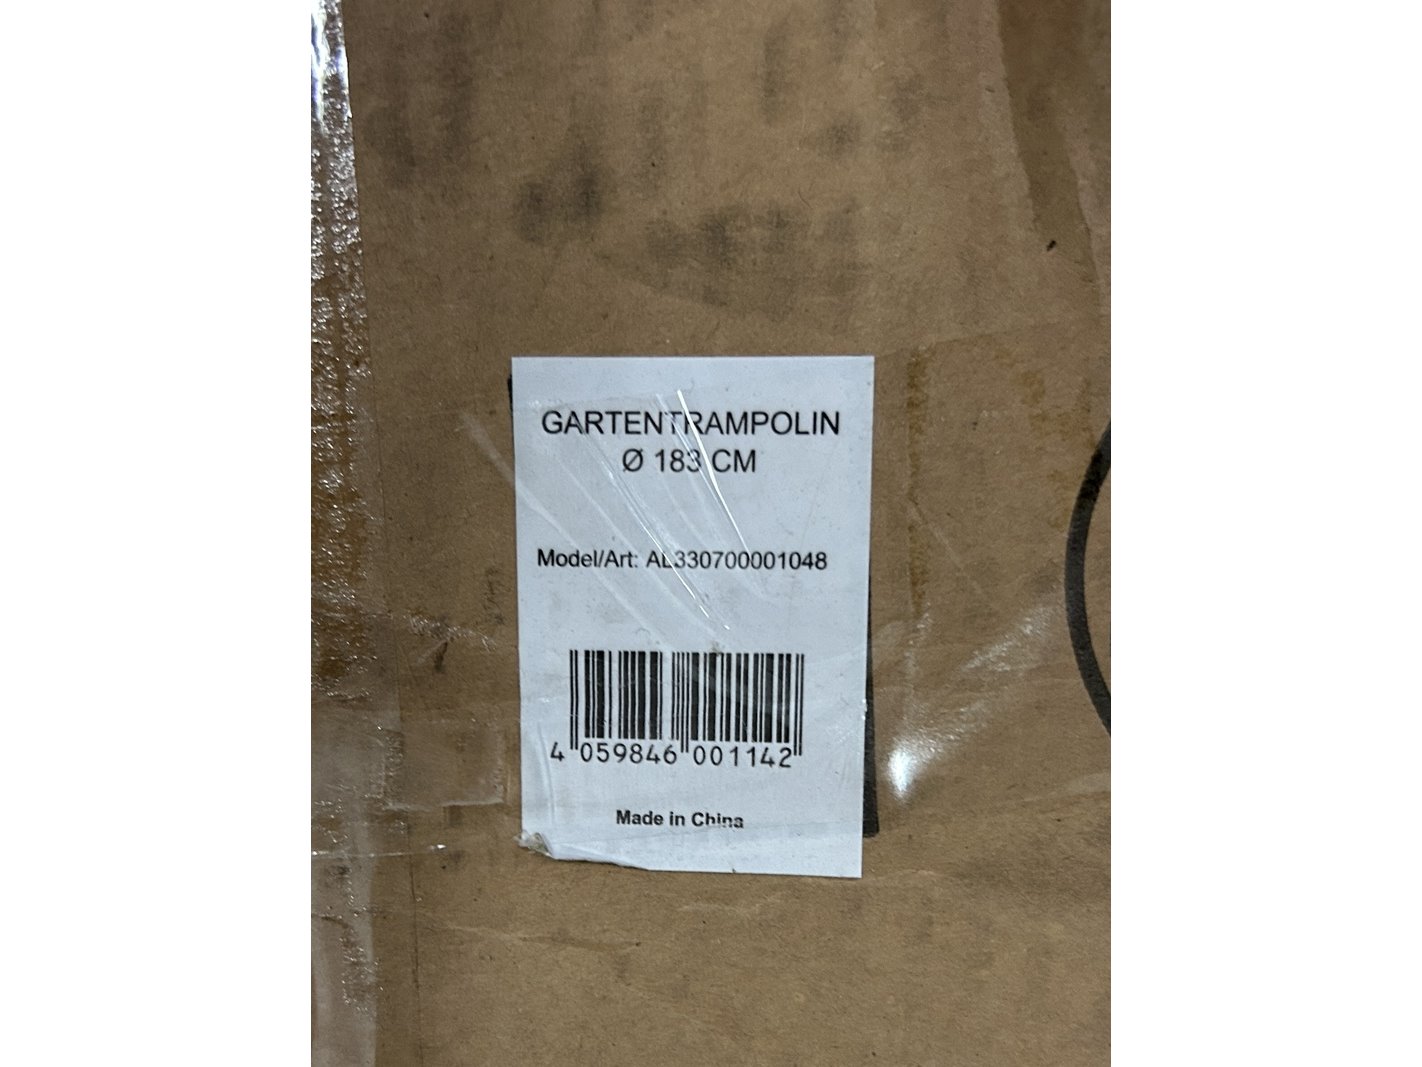 GARTENTRAMPOLIN
Ø 183 CM
Model/Art: AL330700001048
4 059846 001142
Made in China